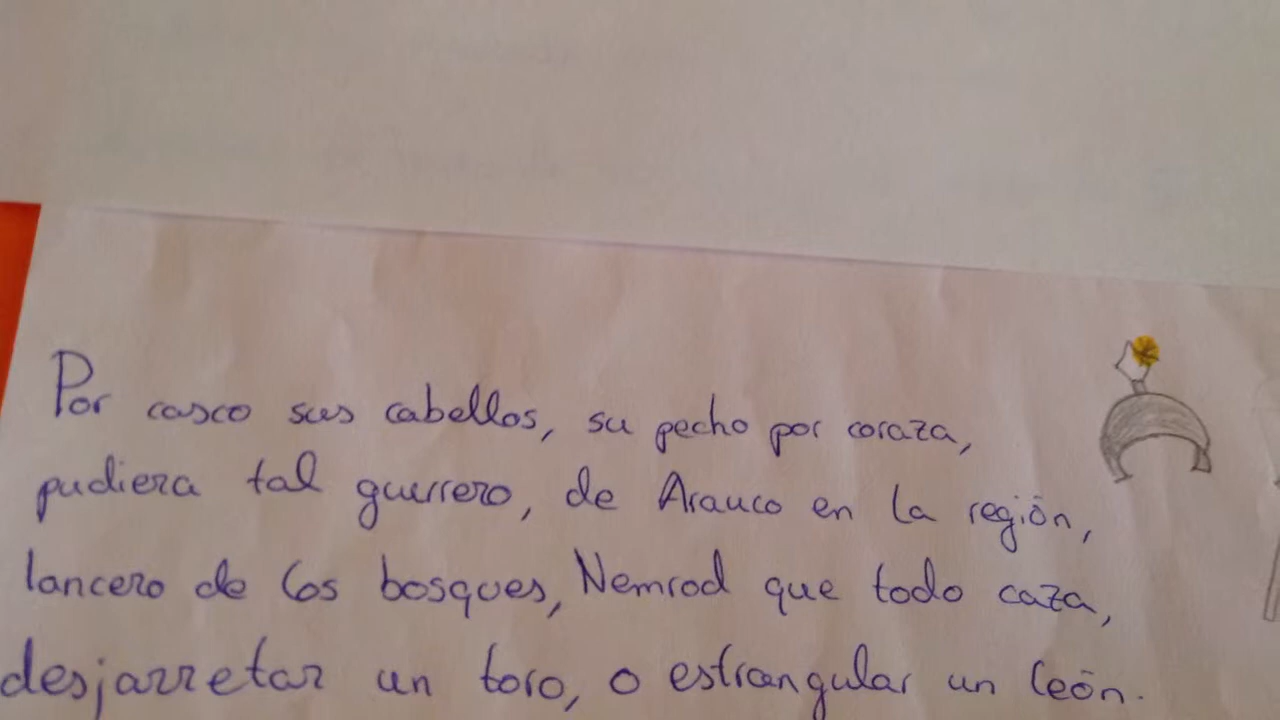 Por casco sus cabellos, su pecho por coraza,
pudiera tal guerrero, de Arauco en la región,
lancero de los bosques, Nemrod que todo caza,
desjarretar un toro, o estrangular un león.